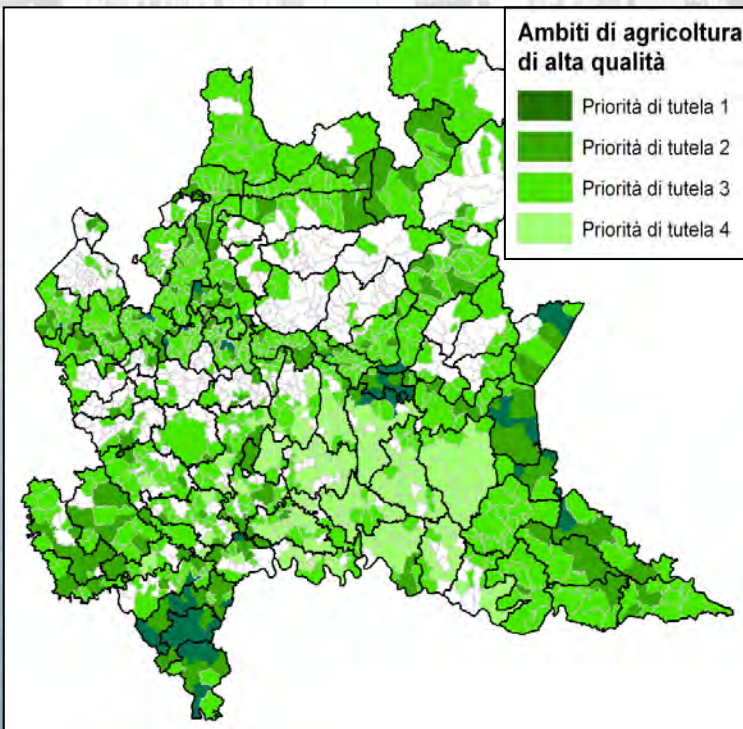 Ambiti di agricoltura
di alta qualità
Priorità di tutela 1
Priorità di tutela 2
Priorità di tutela 3
Priorità di tutela 4